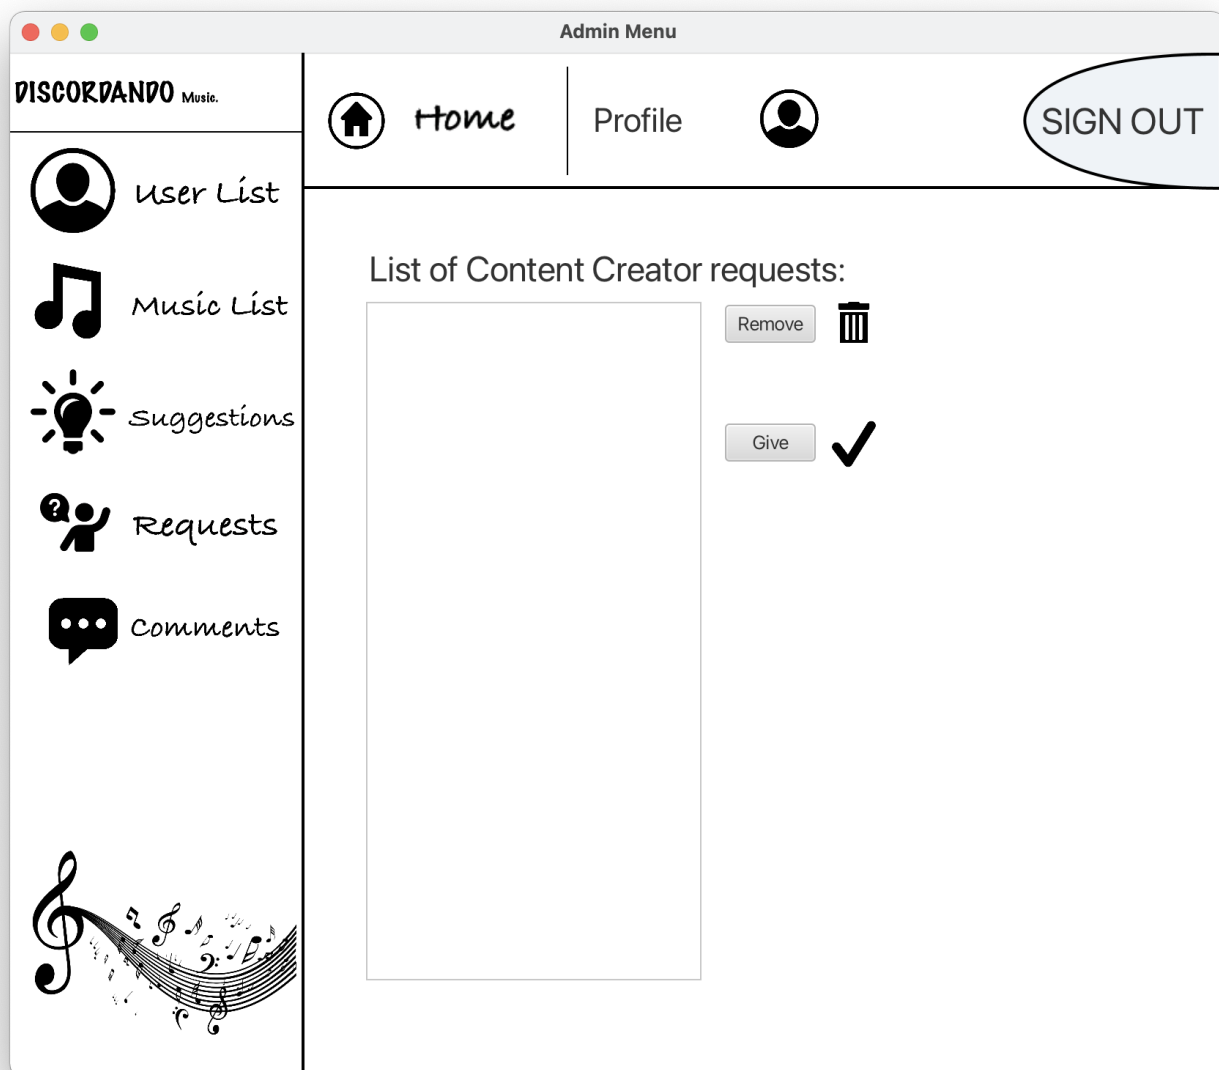 Admin Menu
DISCORDANDO Music.
Home
Profile
SIGN OUT
User List
Music List
Suggestions
?
Requests
Comments
List of Content Creator requests:
Remove
Give